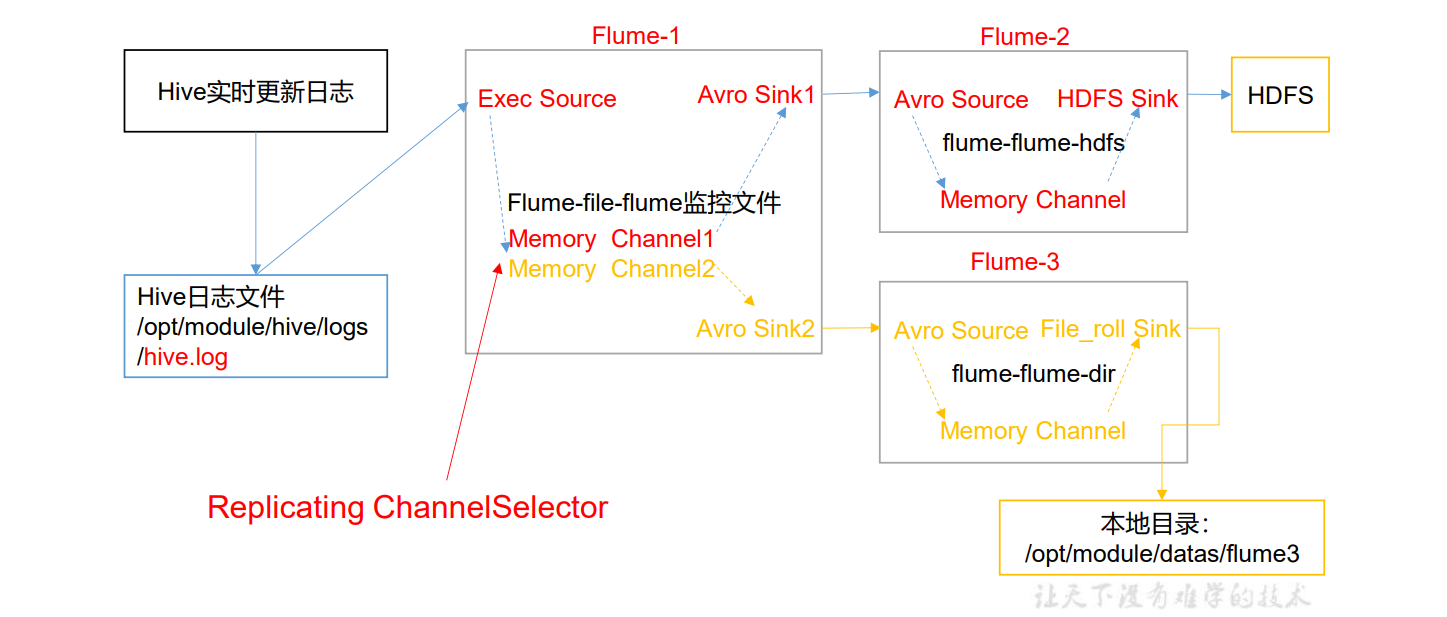 Hive实时更新日志
Hive日志文件
/opt/module/hive/logs
/hive.log
Flume-1
Exec Source
Avro Sink1
Flume-file-flume监控文件
Memory Channel1
Memory Channel2
Avro Sink2
Replicating ChannelSelector
Flume-2
Avro Source
HDFS Sink
flume-flume-hdfs
Memory Channel
HDFS
Flume-3
Avro Source
File_roll Sink
flume-flume-dir
Memory Channel
本地目录：
/opt/module/datas/flume3
让天下没有难学的技术